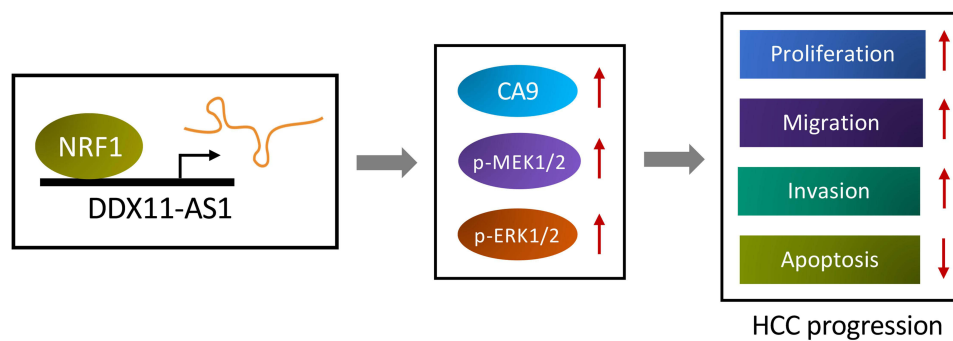 NRF1
DDX11-AS1
CA9
p-MEK1/2
p-ERK1/2
Proliferation
Migration
Invasion
Apoptosis
HCC progression